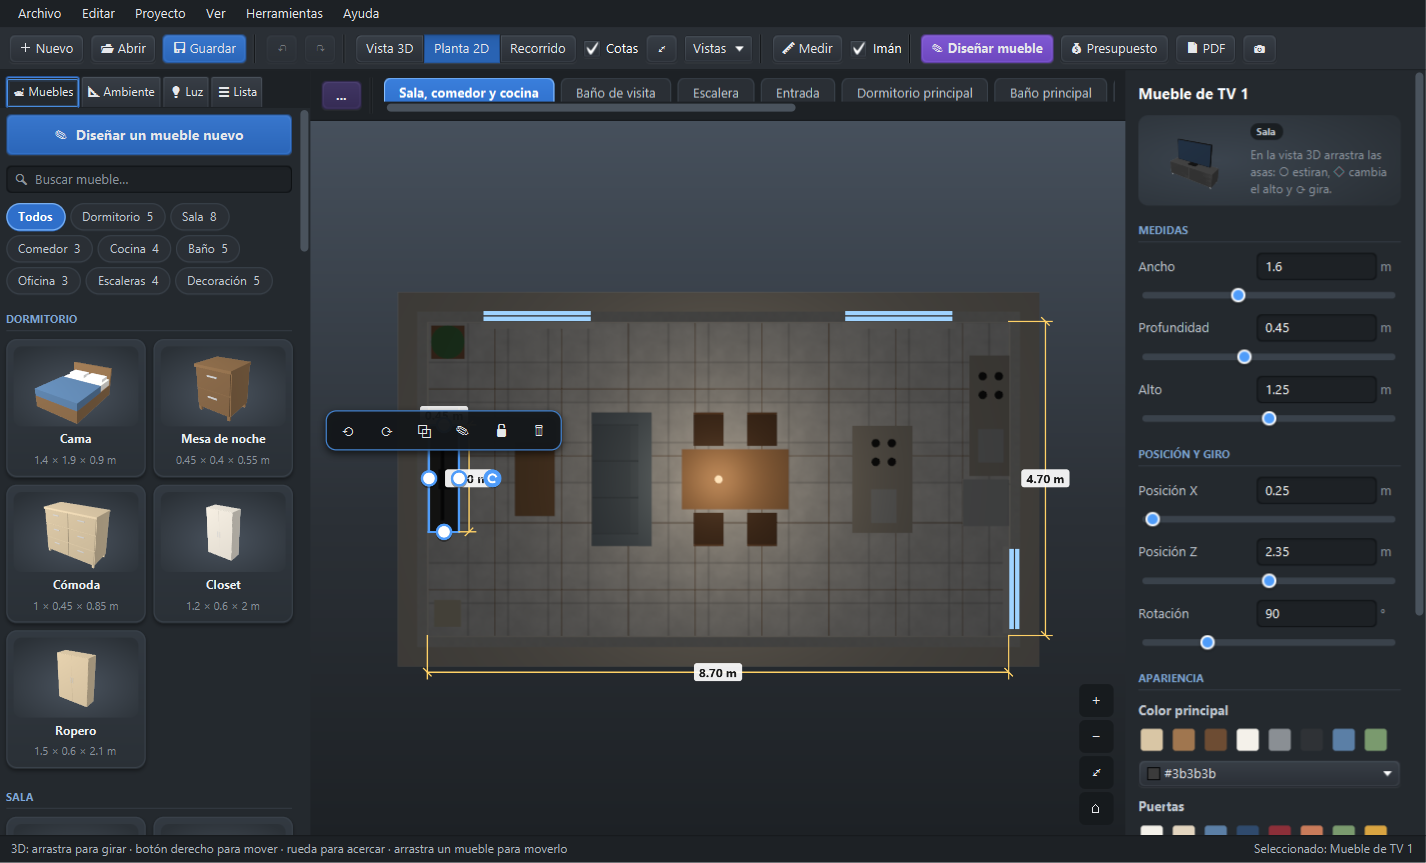 Archivo Editar Proyecto Ver Herramientas Ayuda
+ Nuevo Abrir Guardar Vista 3D Planta 2D Recorrido Cotas Vistas Medir Imán Diseñar mueble Presupuesto PDF
Muebles Ambiente Luz Lista
... Sala, comedor y cocina Baño de visita Escalera Entrada Dormitorio principal Baño principal
Diseñar un mueble nuevo
Buscar mueble...
Todos Dormitorio 5 Sala 8
Comedor 3 Cocina 4 Baño 5
Oficina 3 Escaleras 4 Decoración 5
DORMITORIO
Cama
1.4 × 1.9 × 0.9 m
Mesa de noche
0.45 × 0.4 × 0.55 m
Cómoda
1 × 0.45 × 0.85 m
Closet
1.2 × 0.6 × 2 m
Ropero
1.5 × 0.6 × 2.1 m
SALA
4.70 m
8.70 m
+
−
Mueble de TV 1
Sala
En la vista 3D arrastra las
asas: ○ estiran, ◇ cambia
el alto y ⟳ gira.
MEDIDAS
Ancho 1.6 m
Profundidad 0.45 m
Alto 1.25 m
POSICIÓN Y GIRO
Posición X 0.25 m
Posición Z 2.35 m
Rotación 90 °
APARIENCIA
Color principal
#3b3b3b
Puertas
3D: arrastra para girar · botón derecho para mover · rueda para acercar · arrastra un mueble para moverlo
Seleccionado: Mueble de TV 1